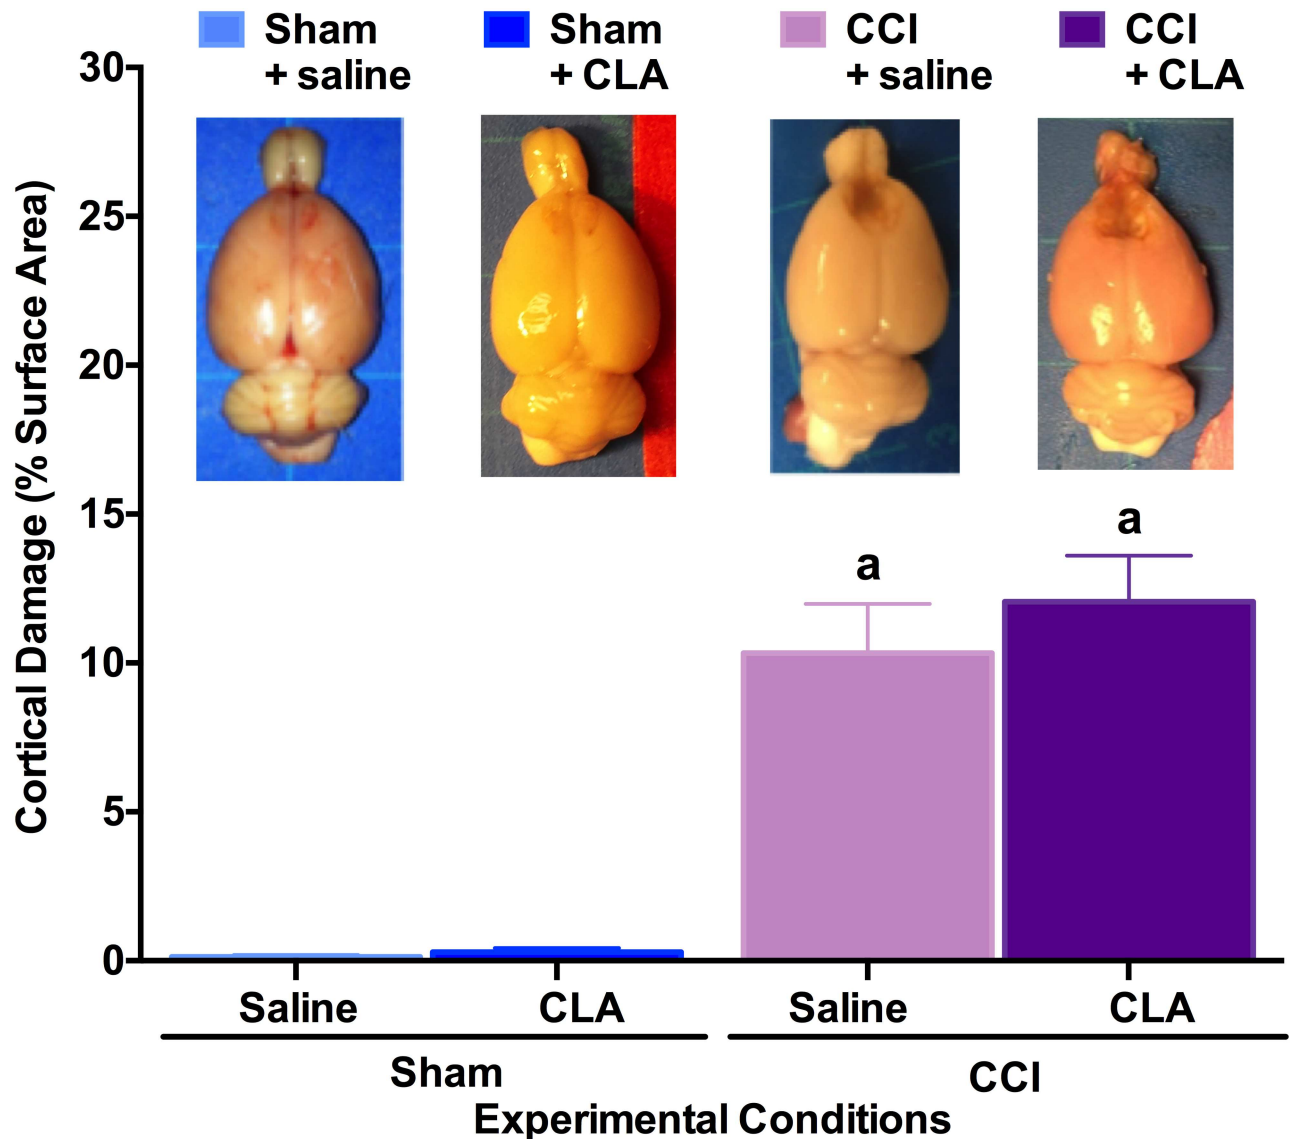 Sham
+ saline
Sham
+ CLA
CCI
+ saline
CCI
+ CLA
Cortical Damage (% Surface Area)
30
25
20
15
10
5
0
a
a
Saline
CLA
Saline
CLA
Sham
CCI
Experimental Conditions